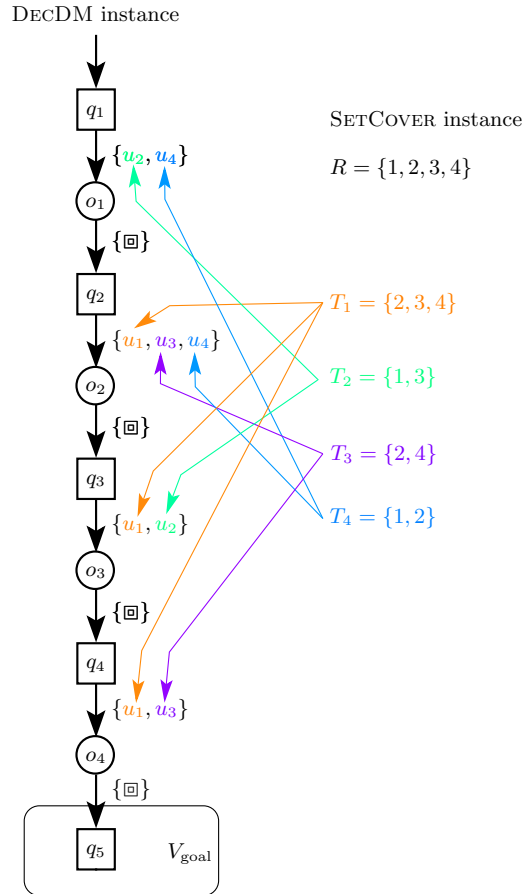 DECDM instance
q₁
SETCOVER instance
{u₂, u₄}
R = {1, 2, 3, 4}
o₁
{⊡}
q₂
T₁ = {2, 3, 4}
{u₁, u₃, u₄}
o₂
T₂ = {1, 3}
{⊡}
T₃ = {2, 4}
q₃
T₄ = {1, 2}
{u₁, u₂}
o₃
{⊡}
q₄
{u₁, u₃}
o₄
{⊡}
q₅
V_goal